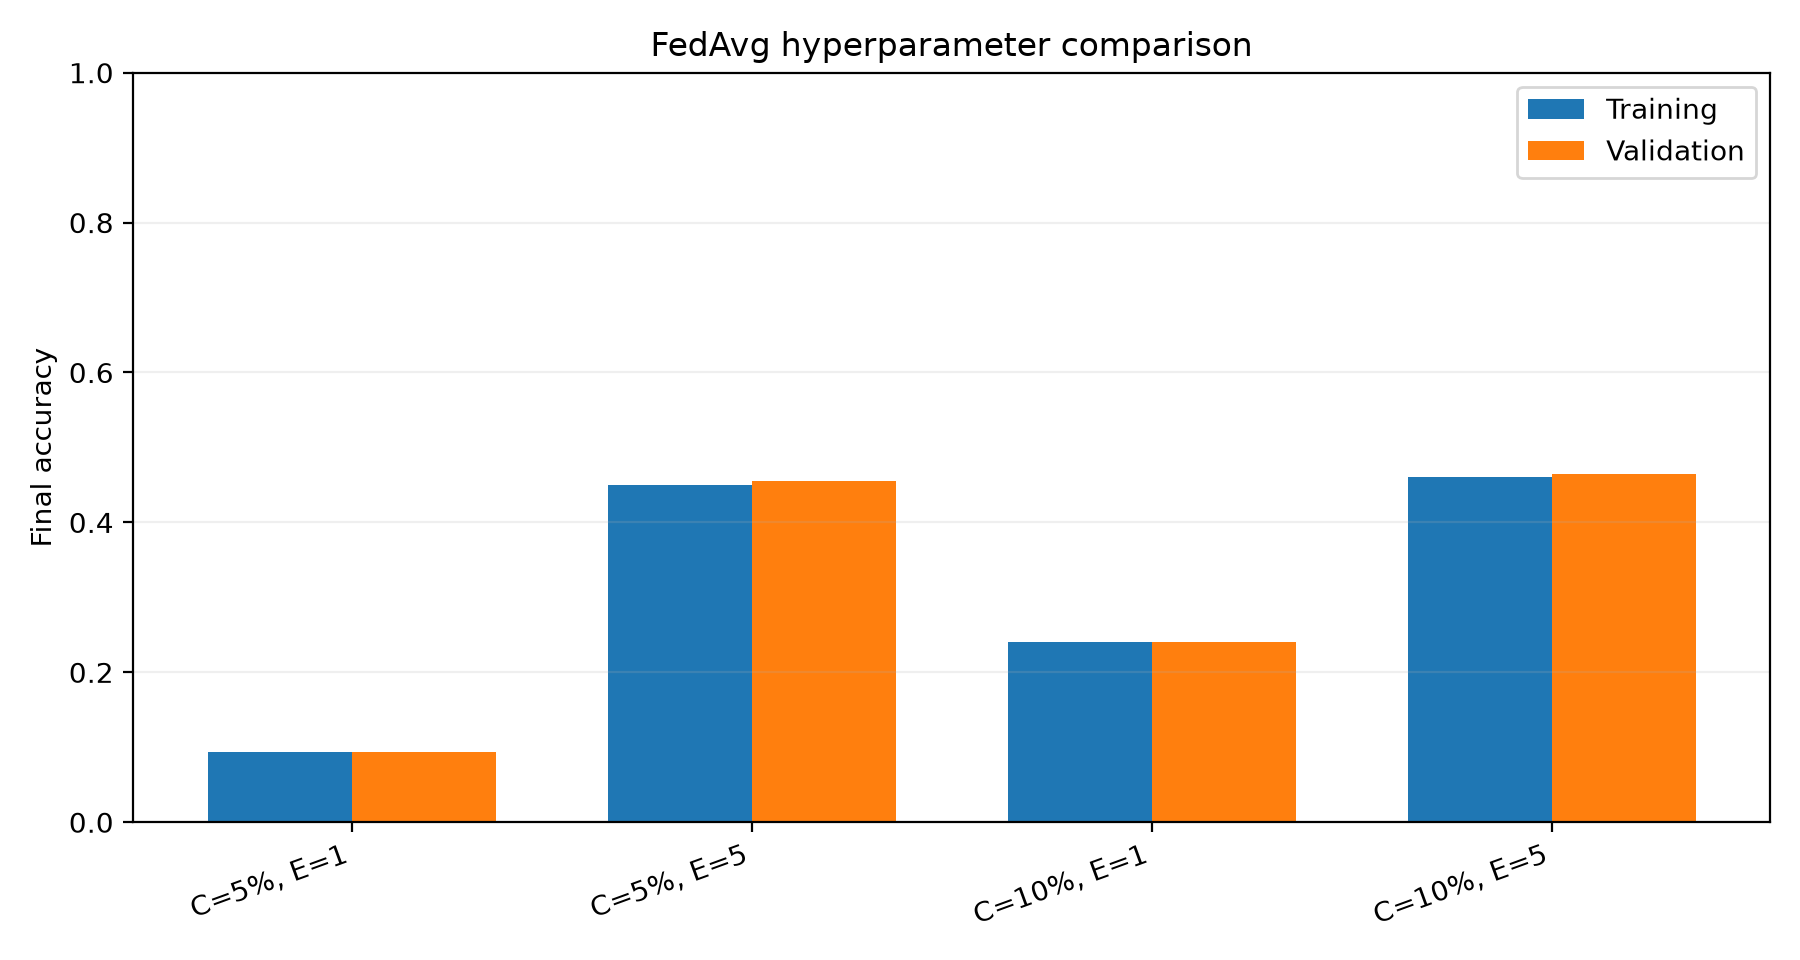 FedAvg hyperparameter comparison
Training
Validation
Final accuracy
1.0
0.8
0.6
0.4
0.2
0.0
C=5%, E=1
C=5%, E=5
C=10%, E=1
C=10%, E=5